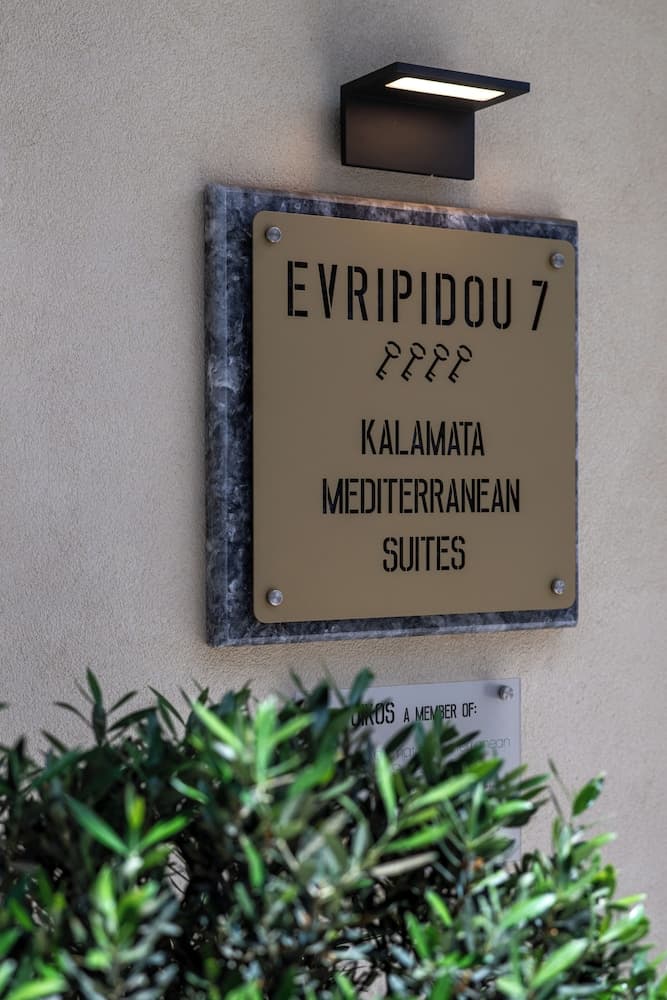 EVRIPIDOU 7
KALAMATA
MEDITERRANEAN
SUITES
OIKOS A MEMBER OF: